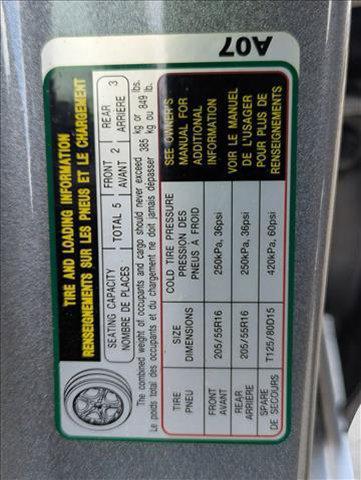 TIRE AND LOADING INFORMATION
RENSEIGNEMENTS SUR LES PNEUS ET LE CHARGEMENT
SEATING CAPACITY TOTAL 5 FRONT 2 REAR 3
NOMBRE DE PLACES AVANT ARRIÈRE
The combined weight of occupants and cargo should never exceed 385 kg or 849 lbs.
Le poids total des occupants et du chargement ne doit jamais dépasser 385 kg ou 849 lb.
TIRE SIZE COLD TIRE PRESSURE
PNEU DIMENSIONS PRESSION DES
PNEUS À FROID
FRONT 205/55R16 250kPa, 36psi
AVANT
REAR 205/55R16 250kPa, 36psi
ARRIÈRE
SPARE T125/80D15 420kPa, 60psi
DE SECOURS
SEE OWNER'S
MANUAL FOR
ADDITIONAL
INFORMATION
VOIR LE MANUEL
DE L'USAGER
POUR PLUS DE
RENSEIGNEMENTS
A07